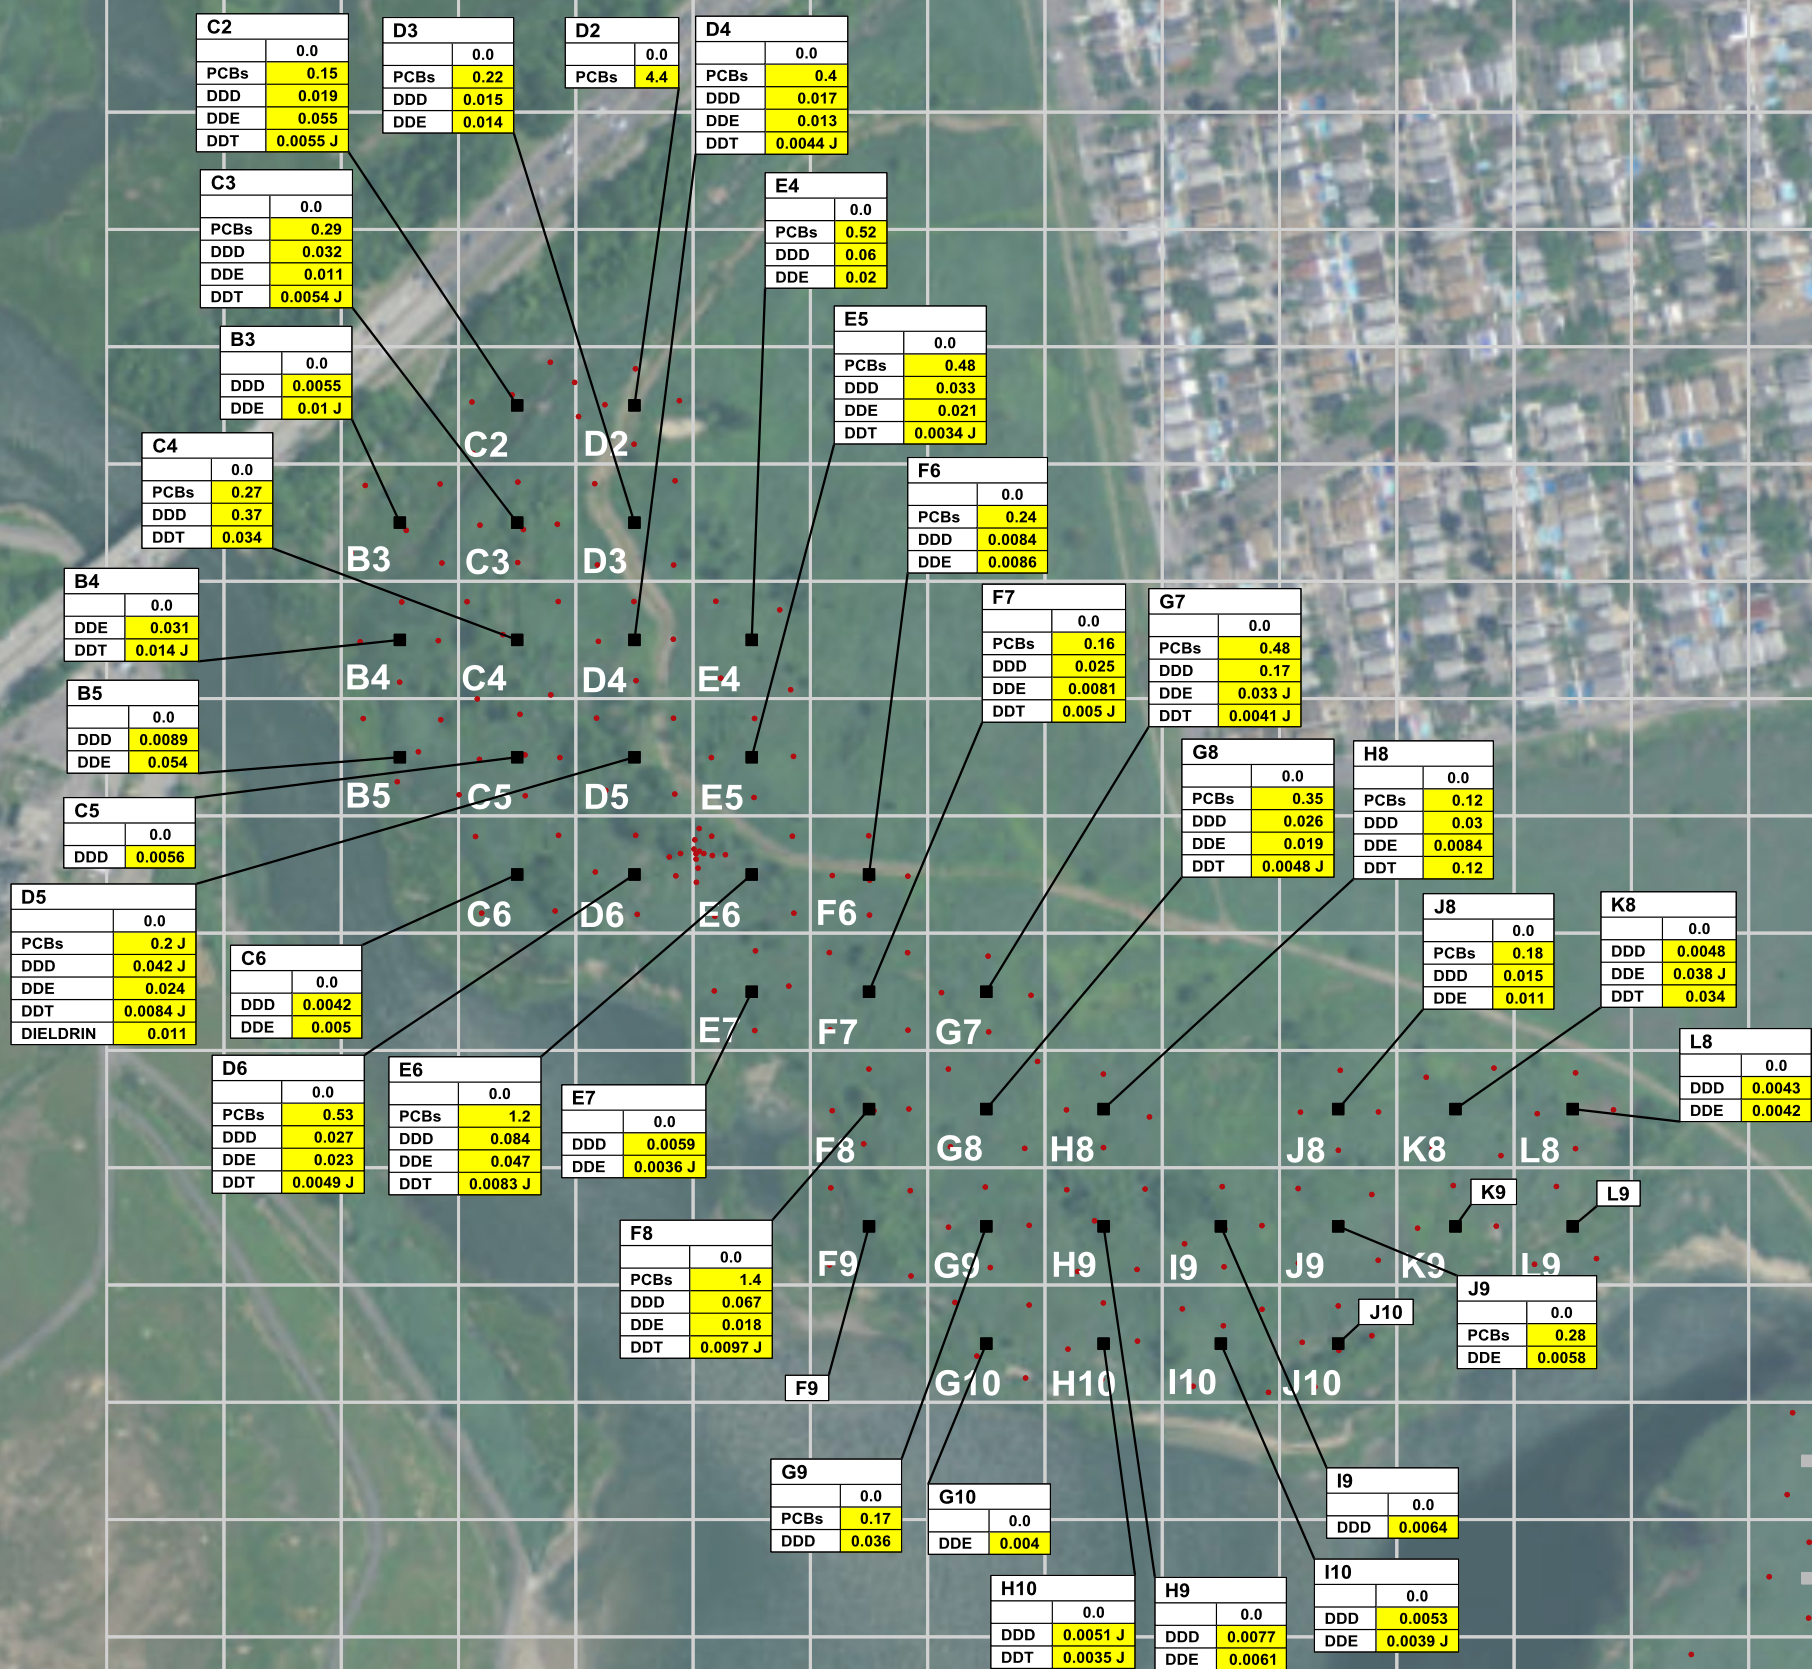 C2
0.0
PCBs 0.15
DDD 0.019
DDE 0.055
DDT 0.0055 J
D3
0.0
PCBs 0.22
DDD 0.015
DDE 0.014
D2
0.0
PCBs 4.4
D4
0.0
PCBs 0.4
DDD 0.017
DDE 0.013
DDT 0.0044 J
C3
0.0
PCBs 0.29
DDD 0.032
DDE 0.011
DDT 0.0054 J
E4
0.0
PCBs 0.52
DDD 0.06
DDE 0.02
B3
0.0
DDD 0.0055
DDE 0.01 J
E5
0.0
PCBs 0.48
DDD 0.033
DDE 0.021
DDT 0.0034 J
C4
0.0
PCBs 0.27
DDD 0.37
DDT 0.034
F6
0.0
PCBs 0.24
DDD 0.0084
DDE 0.0086
B4
0.0
DDE 0.031
DDT 0.014 J
F7
0.0
PCBs 0.16
DDD 0.025
DDE 0.0081
DDT 0.005 J
G7
0.0
PCBs 0.48
DDD 0.17
DDE 0.033 J
DDT 0.0041 J
B5
0.0
DDD 0.0089
DDE 0.054
G8
0.0
PCBs 0.35
DDD 0.026
DDE 0.019
DDT 0.0048 J
H8
0.0
PCBs 0.12
DDD 0.03
DDE 0.0084
DDT 0.12
C5
0.0
DDD 0.0056
D5
0.0
PCBs 0.2 J
DDD 0.042 J
DDE 0.024
DDT 0.0084 J
DIELDRIN 0.011
C6
0.0
DDD 0.0042
DDE 0.005
J8
0.0
PCBs 0.18
DDD 0.015
DDE 0.011
K8
0.0
DDD 0.0048
DDE 0.038 J
DDT 0.034
L8
0.0
DDD 0.0043
DDE 0.0042
D6
0.0
PCBs 0.53
DDD 0.027
DDE 0.023
DDT 0.0049 J
E6
0.0
PCBs 1.2
DDD 0.084
DDE 0.047
DDT 0.0083 J
E7
0.0
DDD 0.0059
DDE 0.0036 J
F8
0.0
PCBs 1.4
DDD 0.067
DDE 0.018
DDT 0.0097 J
K9
L9
J10
J9
0.0
PCBs 0.28
DDE 0.0058
F9
G9
0.0
PCBs 0.17
DDD 0.036
G10
0.0
DDE 0.004
I9
0.0
DDD 0.0064
H10
0.0
DDD 0.0051 J
DDT 0.0035 J
H9
0.0
DDD 0.0077
DDE 0.0061
I10
0.0
DDD 0.0053
DDE 0.0039 J
C2 D2
B3 C3 D3
B4 C4 D4 E4
B5 C5 D5 E5
C6 D6 E6 F6
E7 F7 G7
F8 G8 H8 J8 K8 L8
F9 G9 H9 I9 J9 K9 L9
G10 H10 I10 J10